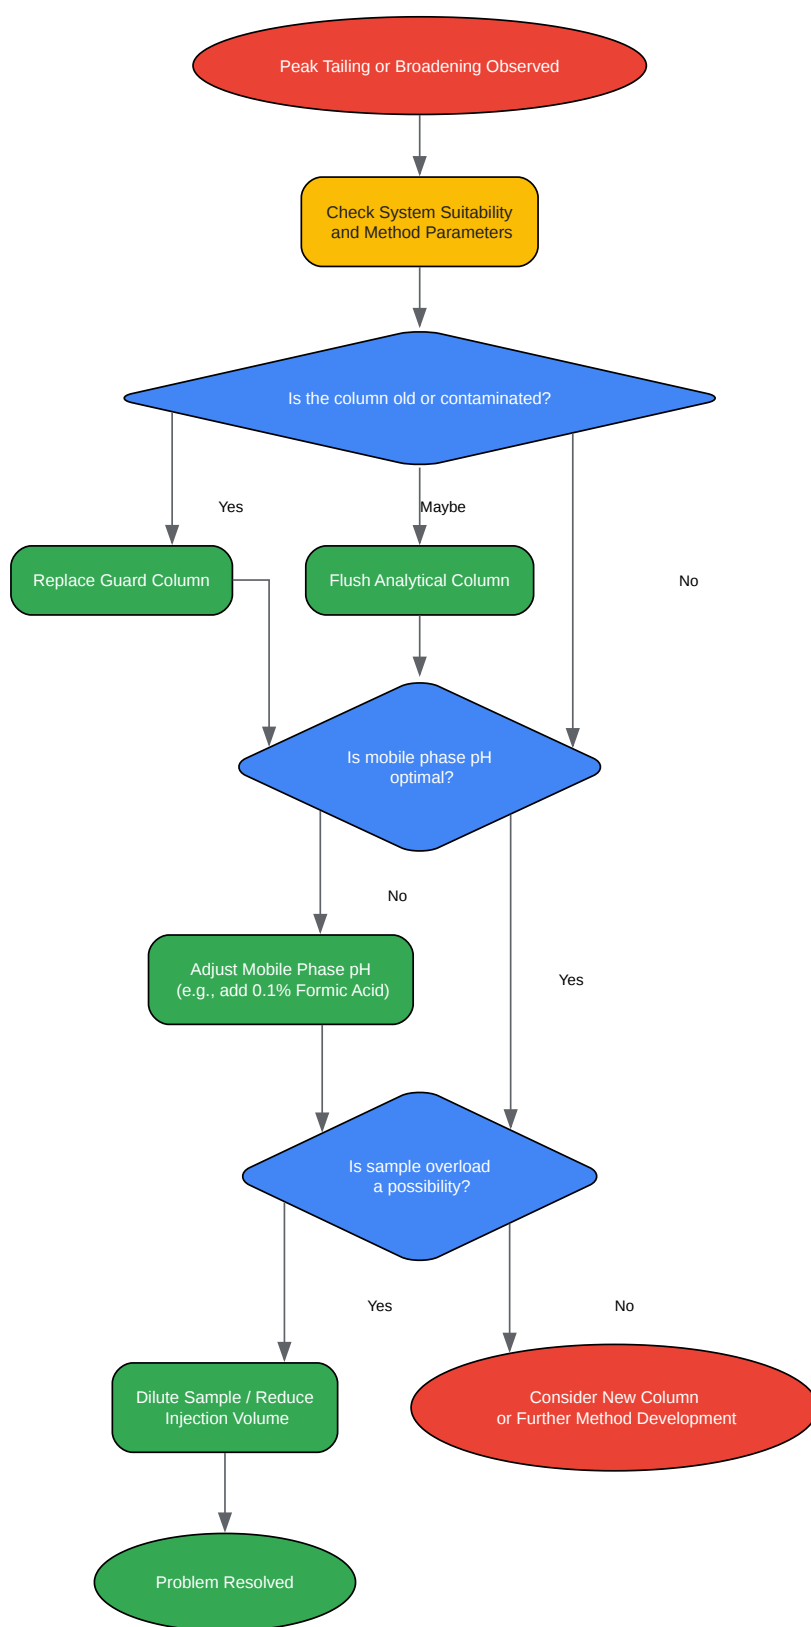 Peak Tailing or Broadening Observed
Check System Suitability
and Method Parameters
Is the column old or contaminated?
Yes
Maybe
Replace Guard Column
Flush Analytical Column
No
Is mobile phase pH
optimal?
No
Adjust Mobile Phase pH
(e.g., add 0.1% Formic Acid)
Yes
Is sample overload
a possibility?
Yes
No
Dilute Sample / Reduce
Injection Volume
Consider New Column
or Further Method Development
Problem Resolved